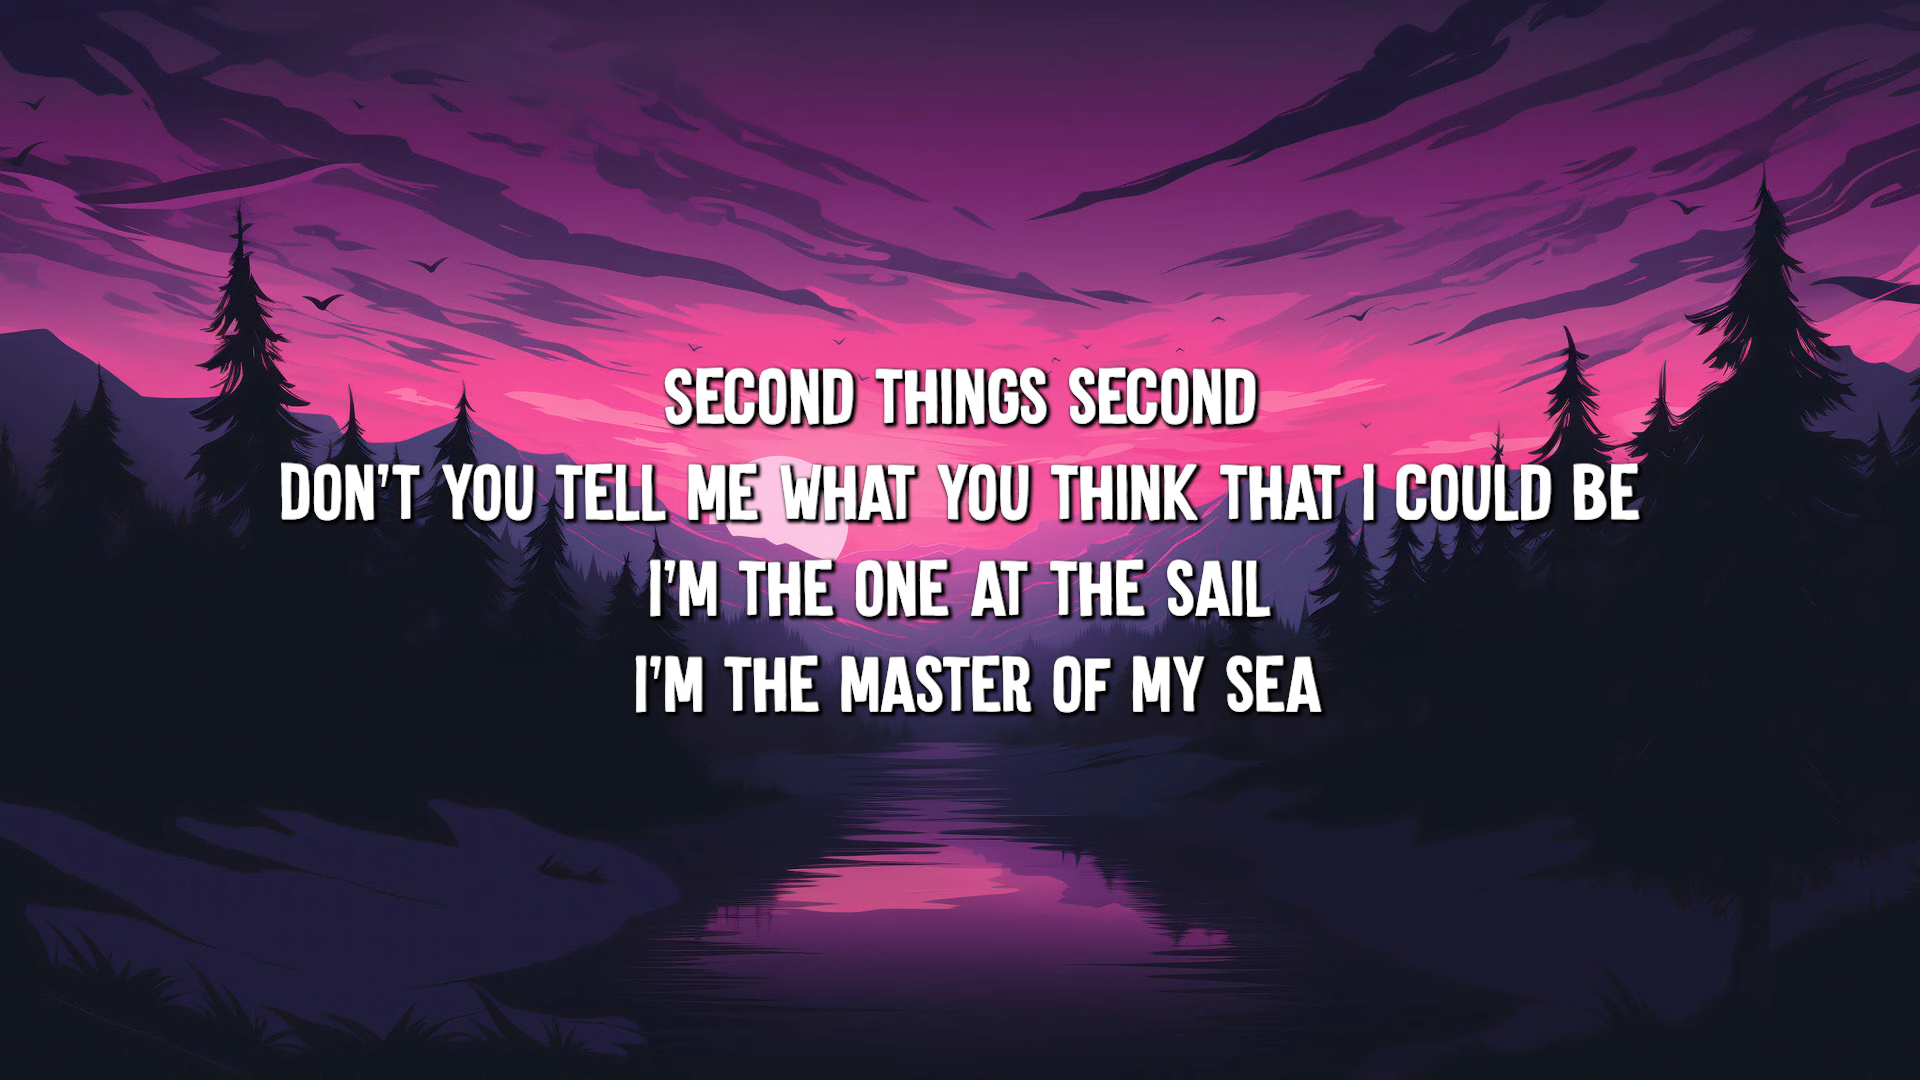 SECOND THINGS SECOND
DON'T YOU TELL ME WHAT YOU THINK THAT I COULD BE
I'M THE ONE AT THE SAIL
I'M THE MASTER OF MY SEA